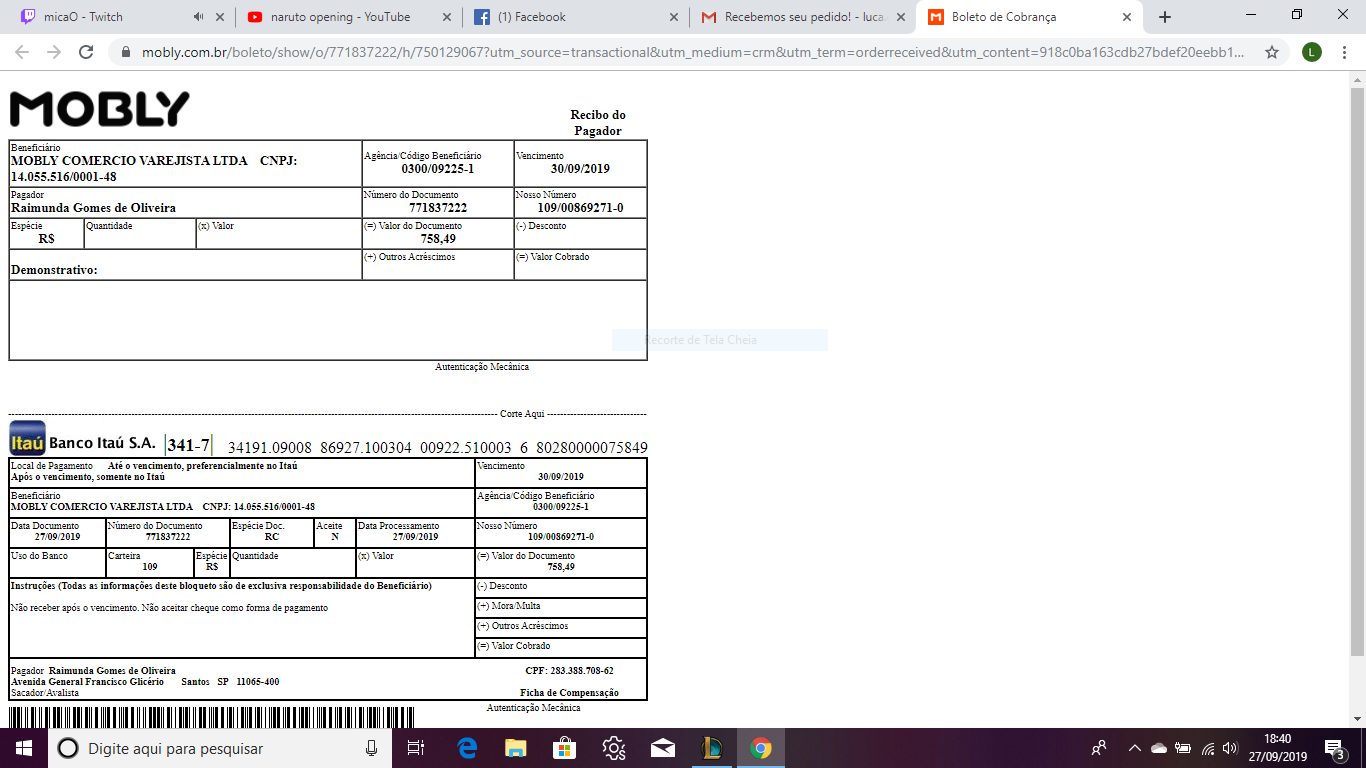 micaO - Twitch
naruto opening - YouTube
(1) Facebook
Recebemos seu pedido! - luca.
Boleto de Cobrança
mobly.com.br/boleto/show/o/771837222/h/750129067?utm_source=transactional&utm_medium=crm&utm_term=orderreceived&utm_content=918c0ba163cdb27bdef20eebb1...
L
MOBLY
Recibo do
Pagador
Beneficiário
MOBLY COMERCIO VAREJISTA LTDA CNPJ:
14.055.516/0001-48
Agência/Código Beneficiário
0300/09225-1
Vencimento
30/09/2019
Pagador
Raimunda Gomes de Oliveira
Número do Documento
771837222
Nosso Número
109/00869271-0
Espécie
R$
Quantidade
(x) Valor
(=) Valor do Documento
758,49
(-) Desconto
Demonstrativo:
(+) Outros Acréscimos
(=) Valor Cobrado
Recorte de Tela Cheia
Autenticação Mecânica
Corte Aqui
Itaú Banco Itaú S.A. 341-7 34191.09008 86927.100304 00922.510003 6 80280000075849
Local de Pagamento Até o vencimento, preferencialmente no Itaú
Após o vencimento, somente no Itaú
Vencimento
30/09/2019
Beneficiário
MOBLY COMERCIO VAREJISTA LTDA CNPJ: 14.055.516/0001-48
Agência/Código Beneficiário
0300/09225-1
Data Documento
27/09/2019
Número do Documento
771837222
Espécie Doc.
RC
Aceite
N
Data Processamento
27/09/2019
Nosso Número
109/00869271-0
Uso do Banco
Carteira
109
Espécie
R$
Quantidade
(x) Valor
(=) Valor do Documento
758,49
Instruções (Todas as informações deste bloqueto são de exclusiva responsabilidade do Beneficiário)
Não receber após o vencimento. Não aceitar cheque como forma de pagamento
(-) Desconto
(+) Mora/Multa
(+) Outros Acréscimos
(=) Valor Cobrado
Pagador Raimunda Gomes de Oliveira CPF: 283.388.708-62
Avenida General Francisco Glicério Santos SP 11065-400
Sacador/Avalista Ficha de Compensação
Autenticação Mecânica
Digite aqui para pesquisar
18:40
27/09/2019
3